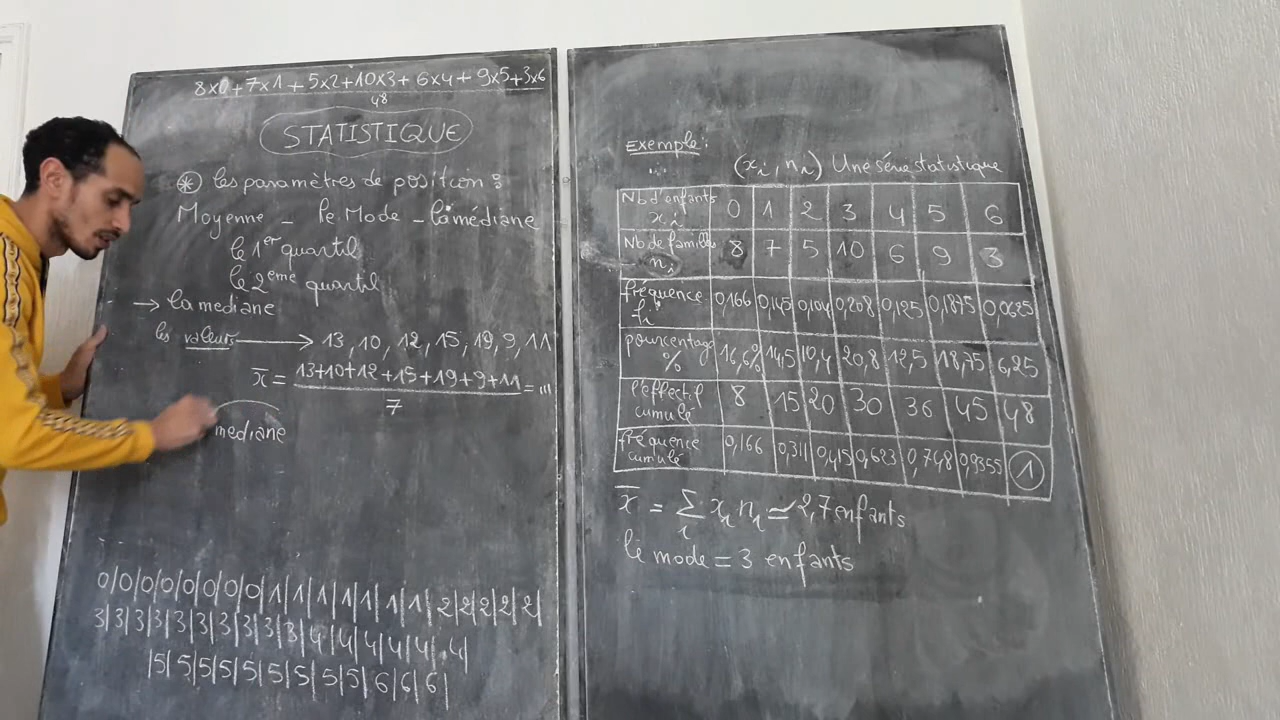 8x0+7x1+5x2+10x3+6x4+9x5+3x6
48
STATISTIQUE
* les paramètres de position :
Moyenne - le Mode - la médiane
le 1er quartil
le 2ème quartil
→ la mediane
les valeurs → 13, 10, 12, 15, 19, 9, 11
x̄ = 13+10+12+15+19+9+11 = ...
7
mediane
0|0|0|0|0|0|0|0|1|1|1|1|1|1|1|2|2|2|2|2|
3|3|3|3|3|3|3|3|3|3|4|4|4|4|4|4|
|5|5|5|5|5|5|5|5|5|6|6|6|
Exemple :
(xi, ni) Une série statistique
Nb d'enfants xi 0 1 2 3 4 5 6
Nb de familles ni 8 7 5 10 6 9 3
fréquence fi 0,166 0,145 0,104 0,208 0,125 0,1875 0,0625
pourcentage % 16,6% 14,5 10,4 20,8 12,5 18,75 6,25
l'effectif cumulé 8 15 20 30 36 45 48
fréquence cumulé 0,166 0,311 0,415 0,623 0,748 0,9355 1
x̄ = Σi xi ni ≃ 2,7 enfants
le mode = 3 enfants